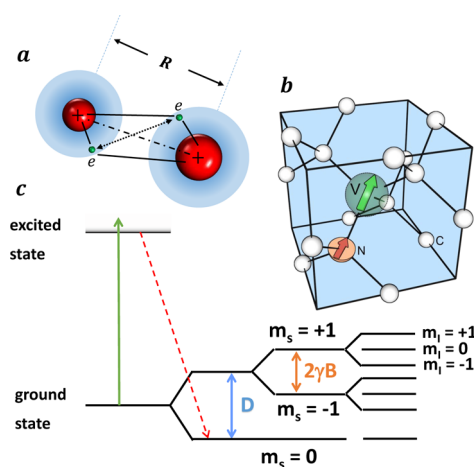 a
R
e
+
+
e
b
V
N
C
c
excited
state
ground
state
D
m_s = +1
2γB
m_s = -1
m_s = 0
m_I = +1
m_I = 0
m_I = -1